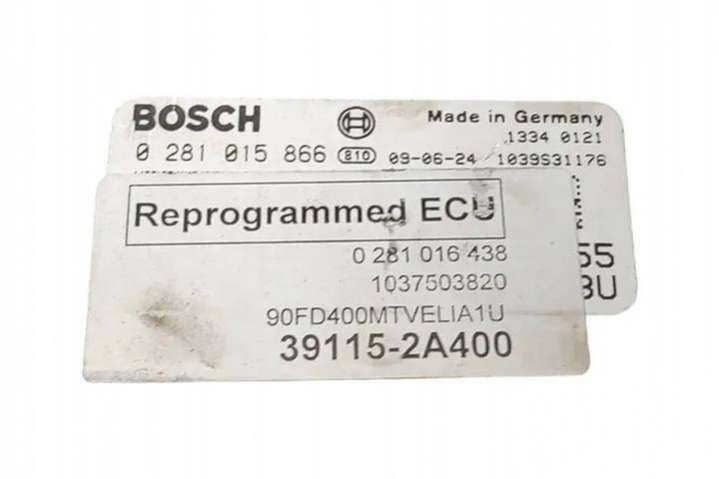 BOSCH
Made in Germany
1334 0121
0 281 015 866 810 09-06-24 1039S31176
Reprogrammed ECU
0 281 016 438
1037503820
90FD400MTVELIA1U
39115-2A400
55
BU